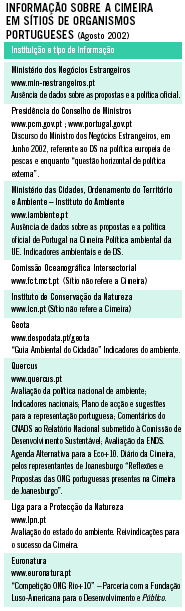 INFORMAÇÃO SOBRE A CIMEIRA
EM SÍTIOS DE ORGANISMOS
PORTUGUESES (Agosto 2002)
Instituição e tipo de informação
Ministério dos Negócios Estrangeiros
www.min-nestrangeiros.pt
Ausência de dados sobre as propostas e a política oficial.
Presidência do Conselho de Ministros
www.pcm.gov.pt ; www.portugal.gov.pt
Discurso do Ministro dos Negócios Estrangeiros, em
Junho 2002, referente ao DS na política europeia de
pescas e enquanto “questão horizontal de política
externa”.
Ministério das Cidades, Ordenamento do Território
e Ambiente – Instituto do Ambiente
www.iambiente.pt
Ausência de dados sobre as propostas e a política
oficial de Portugal na Cimeira Política ambiental da
UE. Indicadores ambientais e de DS.
Comissão Oceanográfica Intersectorial
www.fct.mct.pt (Sítio não refere a Cimeira)
Instituto de Conservação da Natureza
www.icn.pt (Sítio não refere a Cimeira)
Geota
www.despodata.pt/geota
“Guia Ambiental do Cidadão” Indicadores do ambiente.
Quercus
www.quercus.pt
Avaliação da política nacional de ambiente;
Indicadores nacionais; Plano de acção e sugestões
para a representação portuguesa; Comentários do
CNADS ao Relatório Nacional submetido à Comissão de
Desenvolvimento Sustentável; Avaliação da ENDS.
Agenda Alternativa para a Eco+10. Diário da Cimeira,
pelos representantes de Joanesburgo “Reflexões e
Propostas das ONG portuguesas presentes na Cimeira
de Joanesburgo”.
Liga para a Protecção da Natureza
www.lpn.pt
Avaliação do estado do ambiente. Reivindicações para
o sucesso da Cimeira.
Euronatura
www.euronatura.pt
“Competição ONG Rio+10” – Parceria com a Fundação
Luso-Americana para o Desenvolvimento e Público.